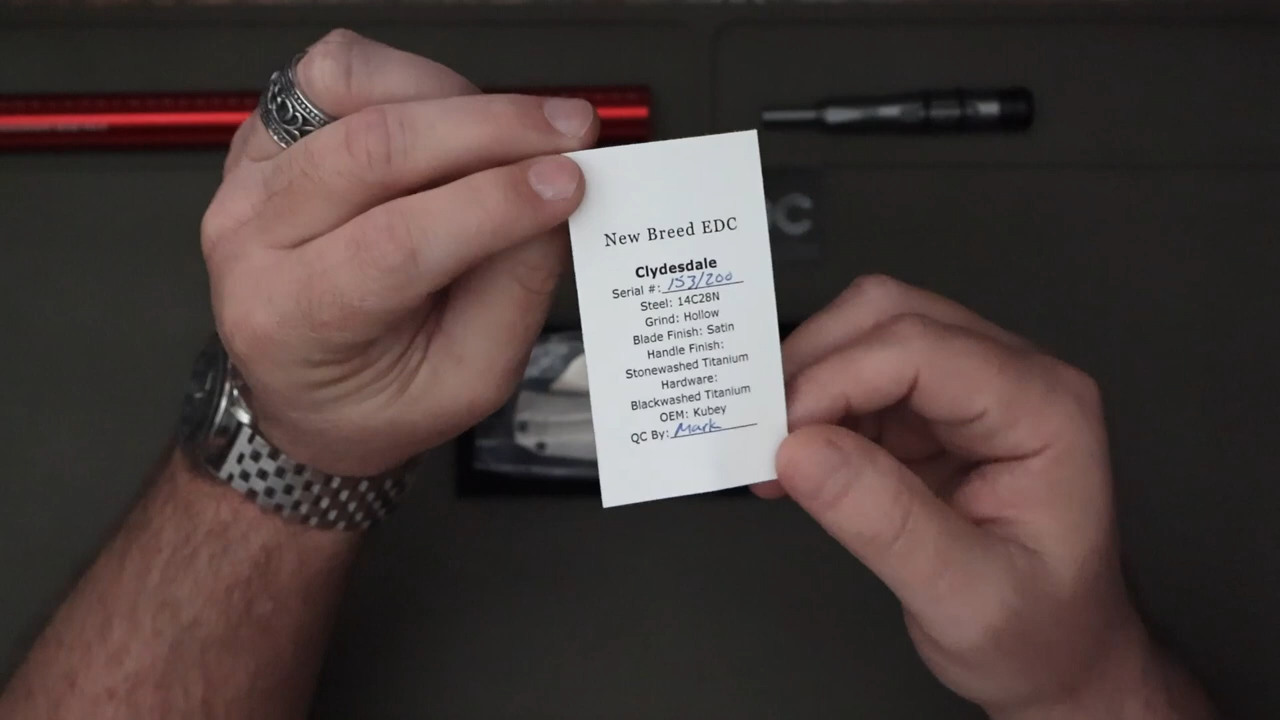 New Breed EDC
Clydesdale
Serial #: 153/200
Steel: 14C28N
Grind: Hollow
Blade Finish: Satin
Handle Finish:
Stonewashed Titanium
Hardware:
Blackwashed Titanium
OEM: Kubey
QC By: Mark